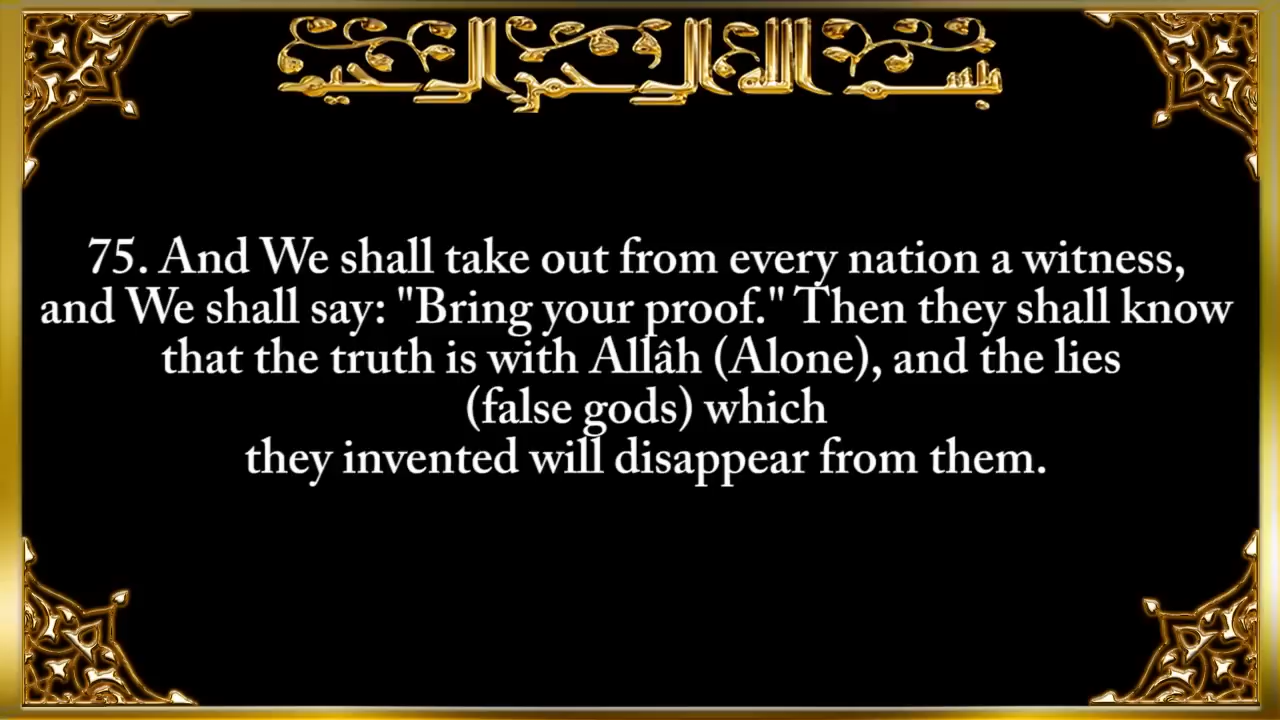 بسم الله الرحمن الرحيم
75. And We shall take out from every nation a witness,
and We shall say: "Bring your proof." Then they shall know
that the truth is with Allâh (Alone), and the lies
(false gods) which
they invented will disappear from them.